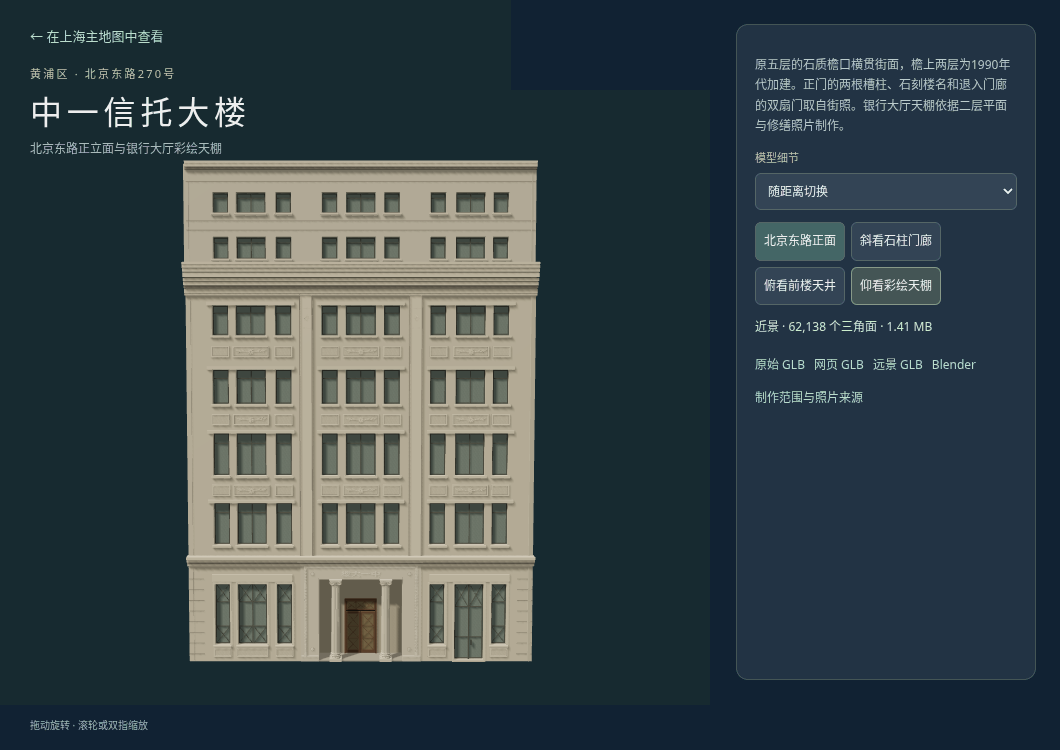 ← 在上海主地图中查看
黄浦区 · 北京东路270号
中一信托大楼
北京东路正立面与银行大厅彩绘天棚
原五层的石质檐口横贯街面，檐上两层为1990年
代加建。正门的两根槽柱、石刻楼名和退入门廊
的双扇门取自街照。银行大厅天棚依据二层平面
与修缮照片制作。
模型细节
随距离切换
北京东路正面
斜看石柱门廊
俯看前楼天井
仰看彩绘天棚
近景 · 62,138 个三角面 · 1.41 MB
原始 GLB 网页 GLB 远景 GLB Blender
制作范围与照片来源
拖动旋转 · 滚轮或双指缩放